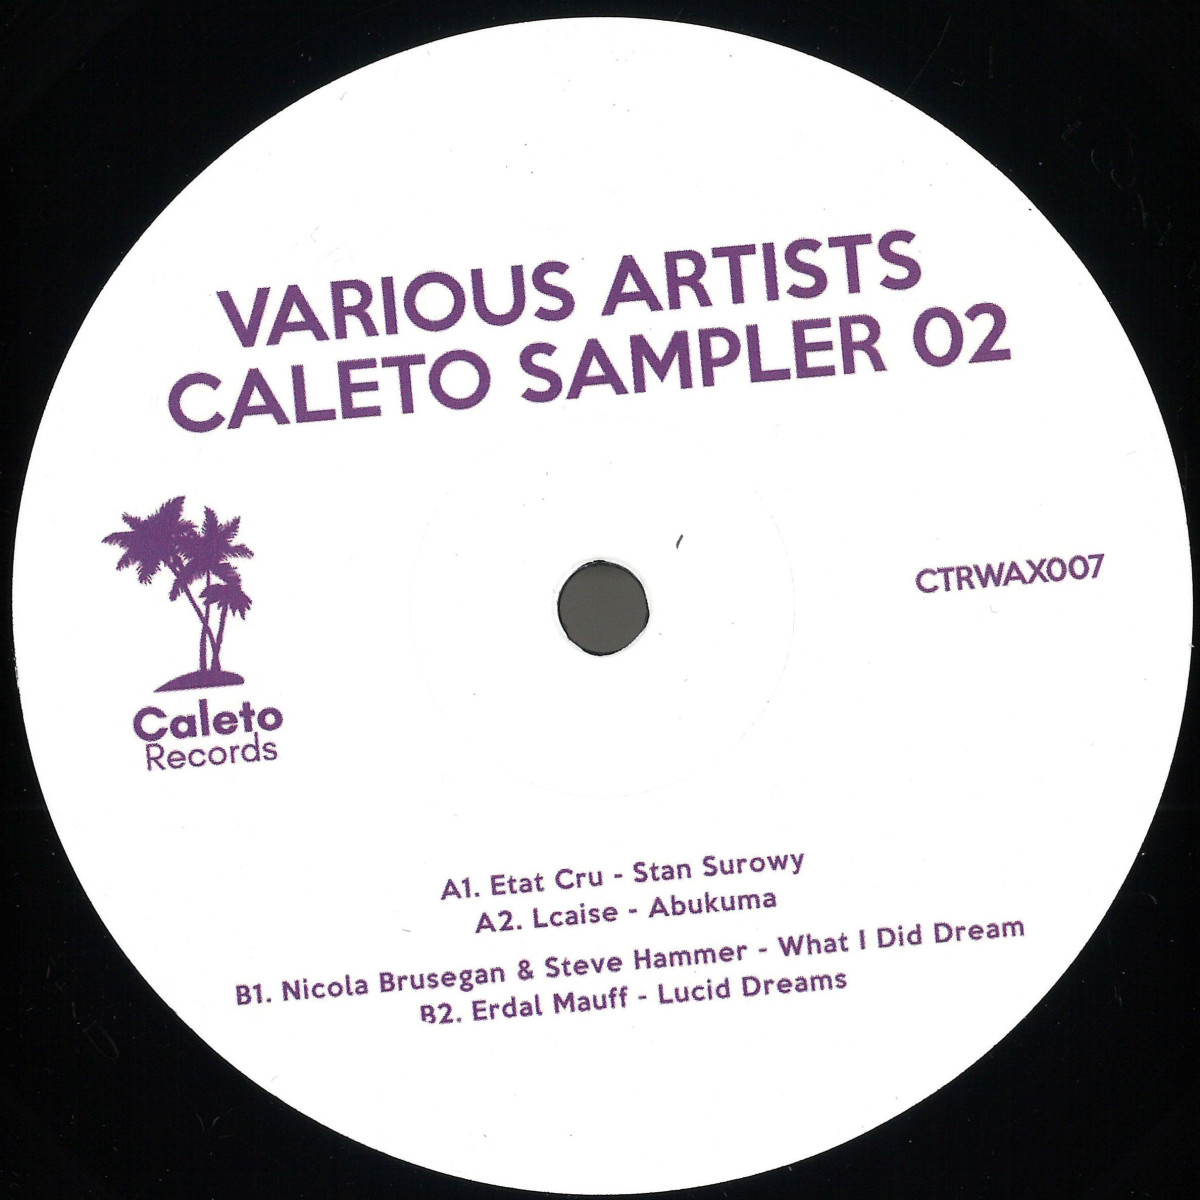 VARIOUS ARTISTS
CALETO SAMPLER 02
CTRWAX007
Caleto
Records
A1. Etat Cru - Stan Surowy
A2. Lcaise - Abukuma
B1. Nicola Brusegan & Steve Hammer - What I Did Dream
B2. Erdal Mauff - Lucid Dreams